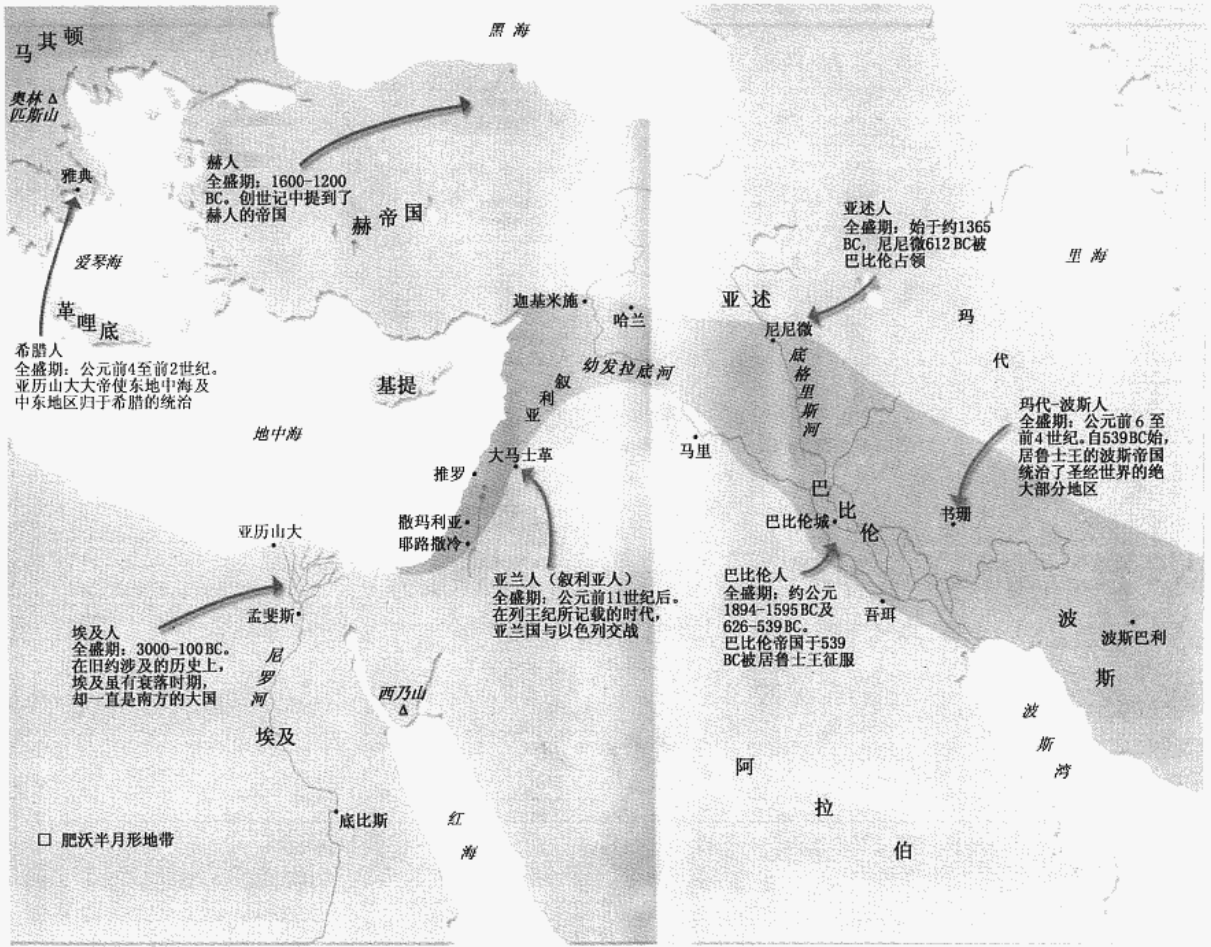 马其顿
黑海
奥林
匹斯山
雅典
赫人
全盛期：1600-1200
BC。创世记中提到了
赫人的帝国
赫帝国
爱琴海
革哩底
希腊人
全盛期：公元前4至前2世纪。
亚历山大大帝使东地中海及
中东地区归于希腊的统治
基提
地中海
迦基米施
哈兰
幼发拉底河
叙利亚
大马士革
推罗
撒玛利亚
耶路撒冷
亚兰人（叙利亚人）
全盛期：公元前11世纪后。
在列王纪所记载的时代，
亚兰国与以色列交战
亚历山大
孟斐斯
埃及人
全盛期：3000-100BC。
在旧约涉及的历史上，
埃及虽有衰落时期，
却一直是南方的大国
尼罗河
西乃山
埃及
底比斯
红海
肥沃半月形地带
亚述人
全盛期：始于约1365
BC，尼尼微612BC被
巴比伦占领
里海
亚述
尼尼微
底格里斯河
玛代
玛代-波斯人
全盛期：公元前6至
前4世纪。自539BC始，
居鲁士王的波斯帝国
统治了圣经世界的绝
大部分地区
马里
巴比伦
巴比伦城
书珊
巴比伦人
全盛期：约公元
1894-1595BC及
626-539BC。
巴比伦帝国于539
BC被居鲁士王征服
吾珥
波斯
波斯巴利
波斯湾
阿拉伯